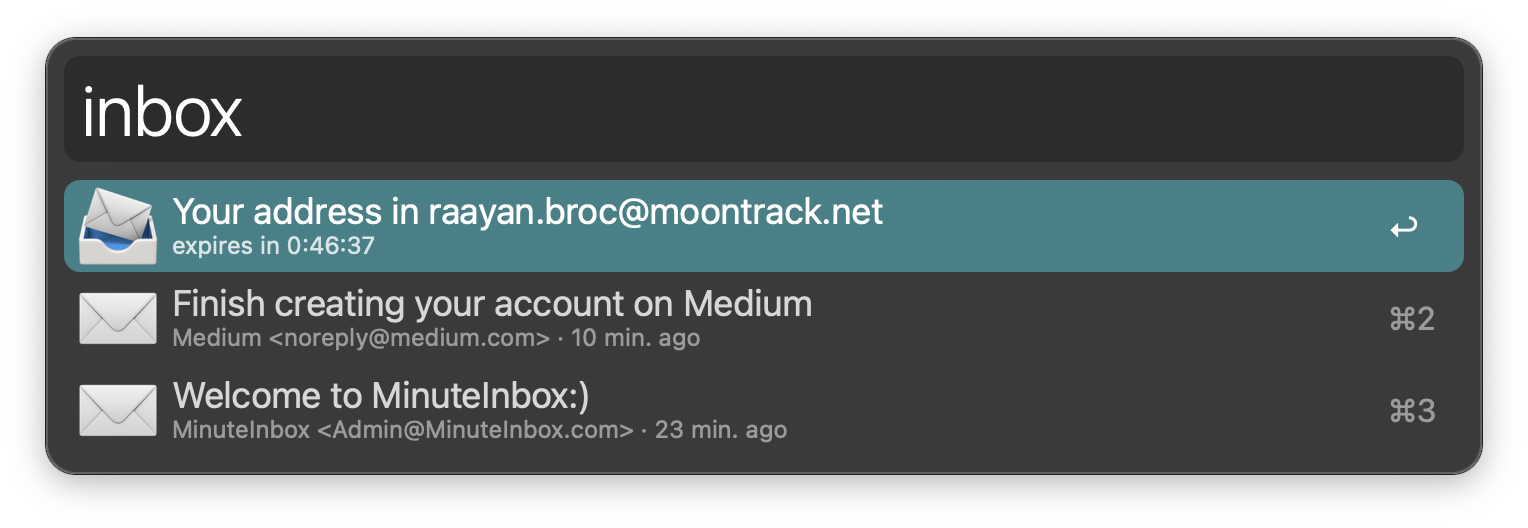 inbox
Your address in raayan.broc@moontrack.net
expires in 0:46:37
↩
Finish creating your account on Medium
Medium <noreply@medium.com> · 10 min. ago
⌘2
Welcome to MinuteInbox:)
MinuteInbox <Admin@MinuteInbox.com> · 23 min. ago
⌘3